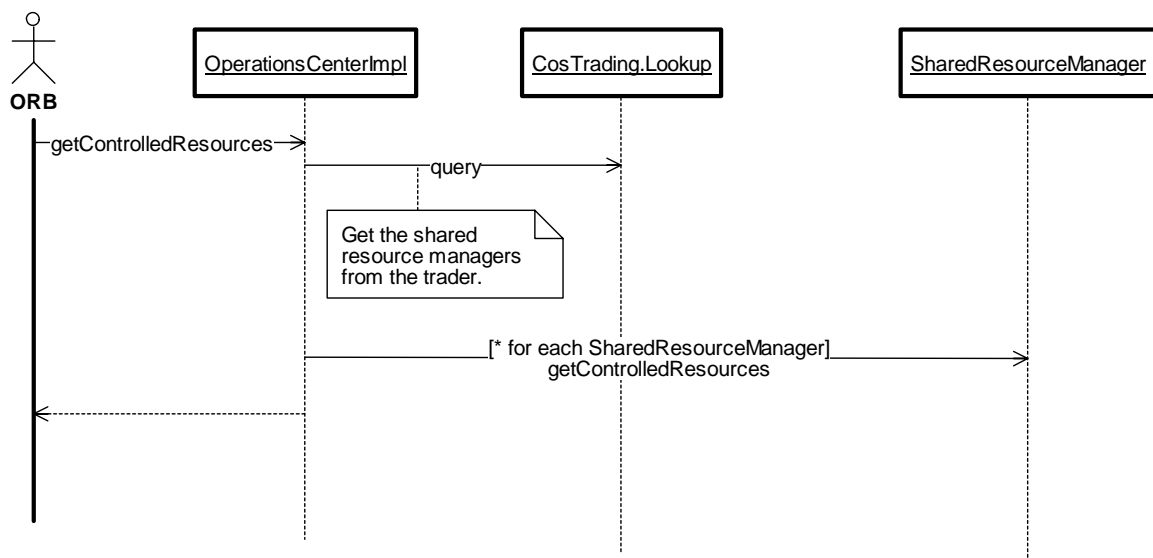 OperationsCenterImpl
CosTrading.Lookup
SharedResourceManager
ORB
getControlledResources
query
Get the shared
resource managers
from the trader.
[* for each SharedResourceManager]
getControlledResources